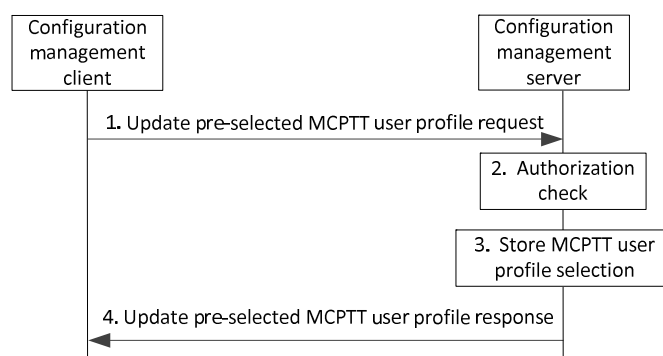 Configuration
management
client
Configuration
management
server
1. Update pre-selected MCPTT user profile request
2. Authorization
check
3. Store MCPTT user
profile selection
4. Update pre-selected MCPTT user profile response